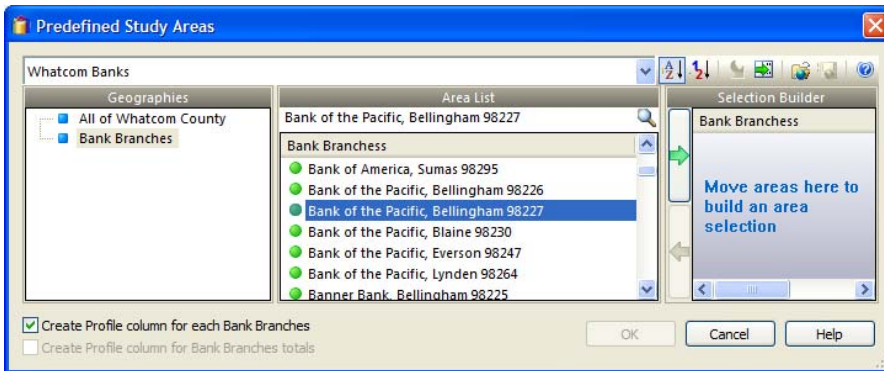 Predefined Study Areas
Whatcom Banks
Geographies
All of Whatcom County
Bank Branches
Area List
Bank of the Pacific, Bellingham 98227
Bank Branchess
Bank of America, Sumas 98295
Bank of the Pacific, Bellingham 98226
Bank of the Pacific, Bellingham 98227
Bank of the Pacific, Blaine 98230
Bank of the Pacific, Everson 98247
Bank of the Pacific, Lynden 98264
Banner Bank, Bellingham 98225
Selection Builder
Bank Branchess
Move areas here to
build an area
selection
Create Profile column for each Bank Branches
Create Profile column for Bank Branches totals
OK
Cancel
Help